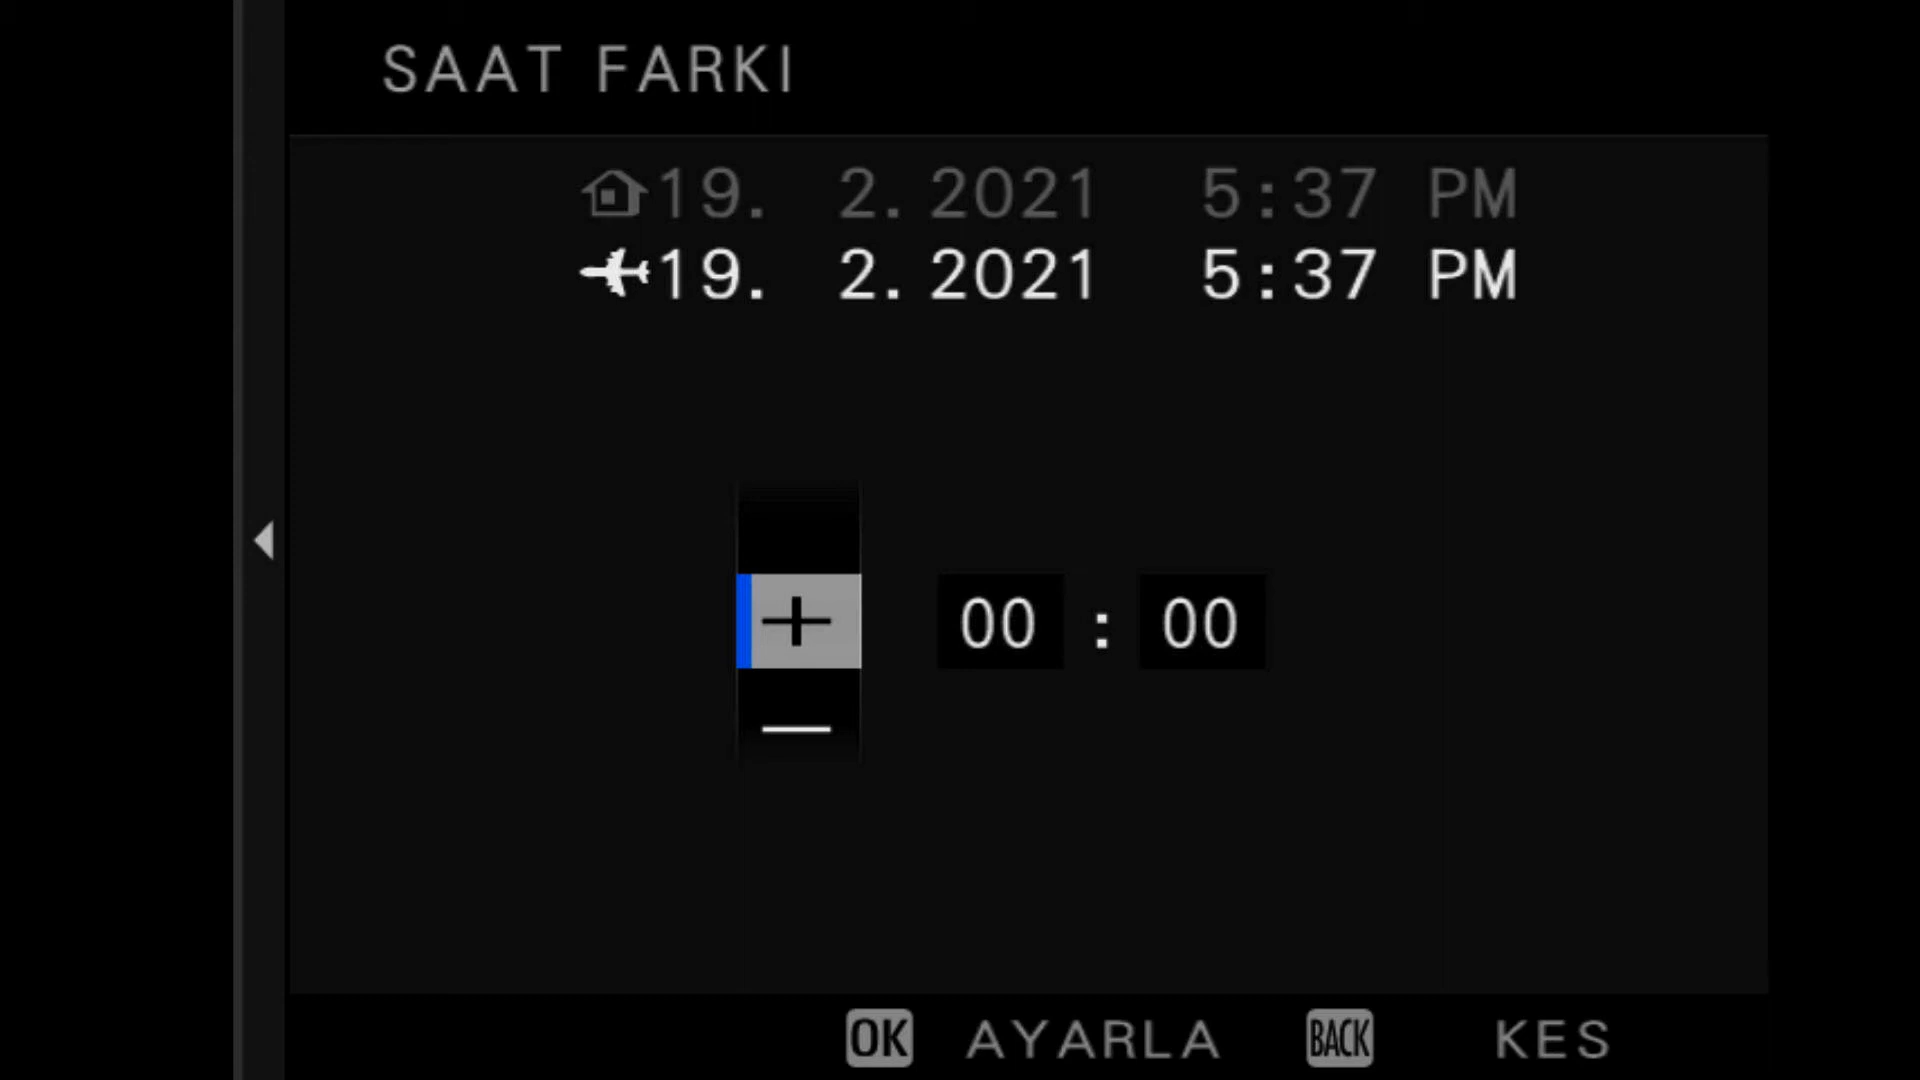 SAAT FARKI
19. 2. 2021 5:37 PM
19. 2. 2021 5:37 PM
+ 00 : 00
—
OK AYARLA BACK KES